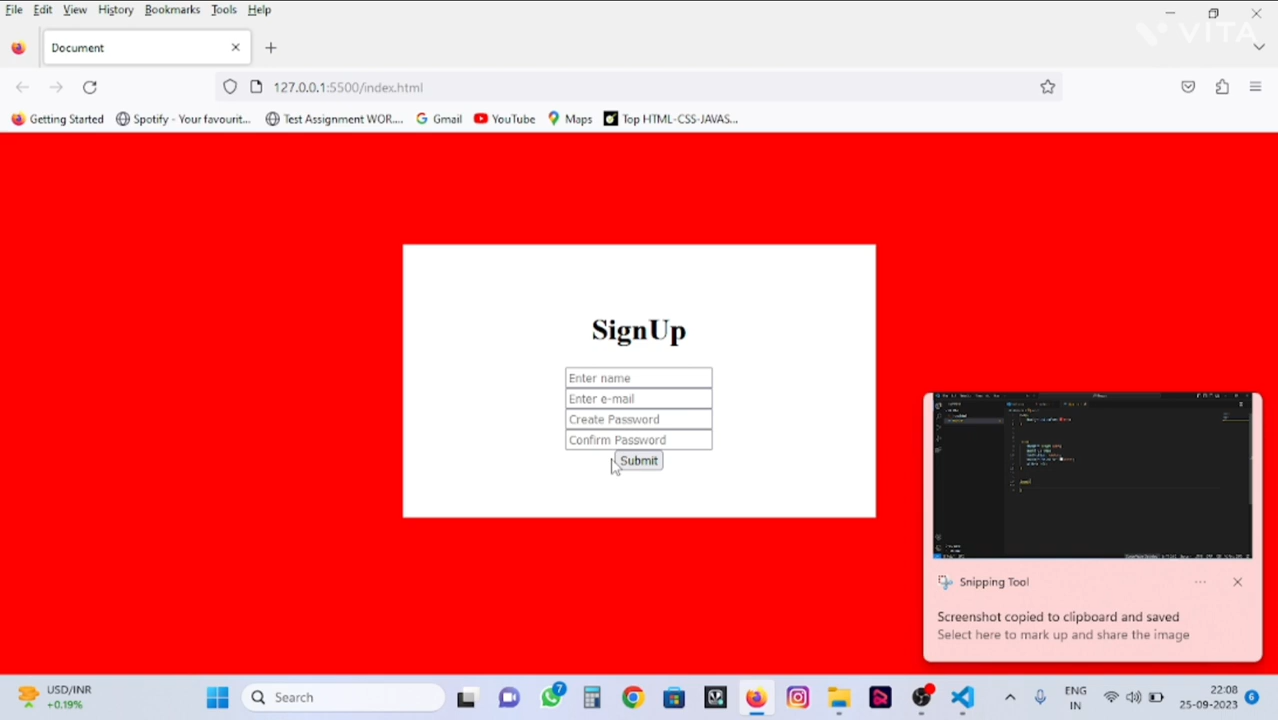 File Edit View History Bookmarks Tools Help
VITA
Document
127.0.0.1:5500/index.html
Getting Started Spotify - Your favourit... Test Assignment WOR.... Gmail YouTube Maps Top HTML-CSS-JAVAS...
SignUp
Enter name
Enter e-mail
Create Password
Confirm Password
Submit
Snipping Tool
Screenshot copied to clipboard and saved
Select here to mark up and share the image
USD/INR
+0.19%
Search
7
ENG
IN
22:08
25-09-2023
6